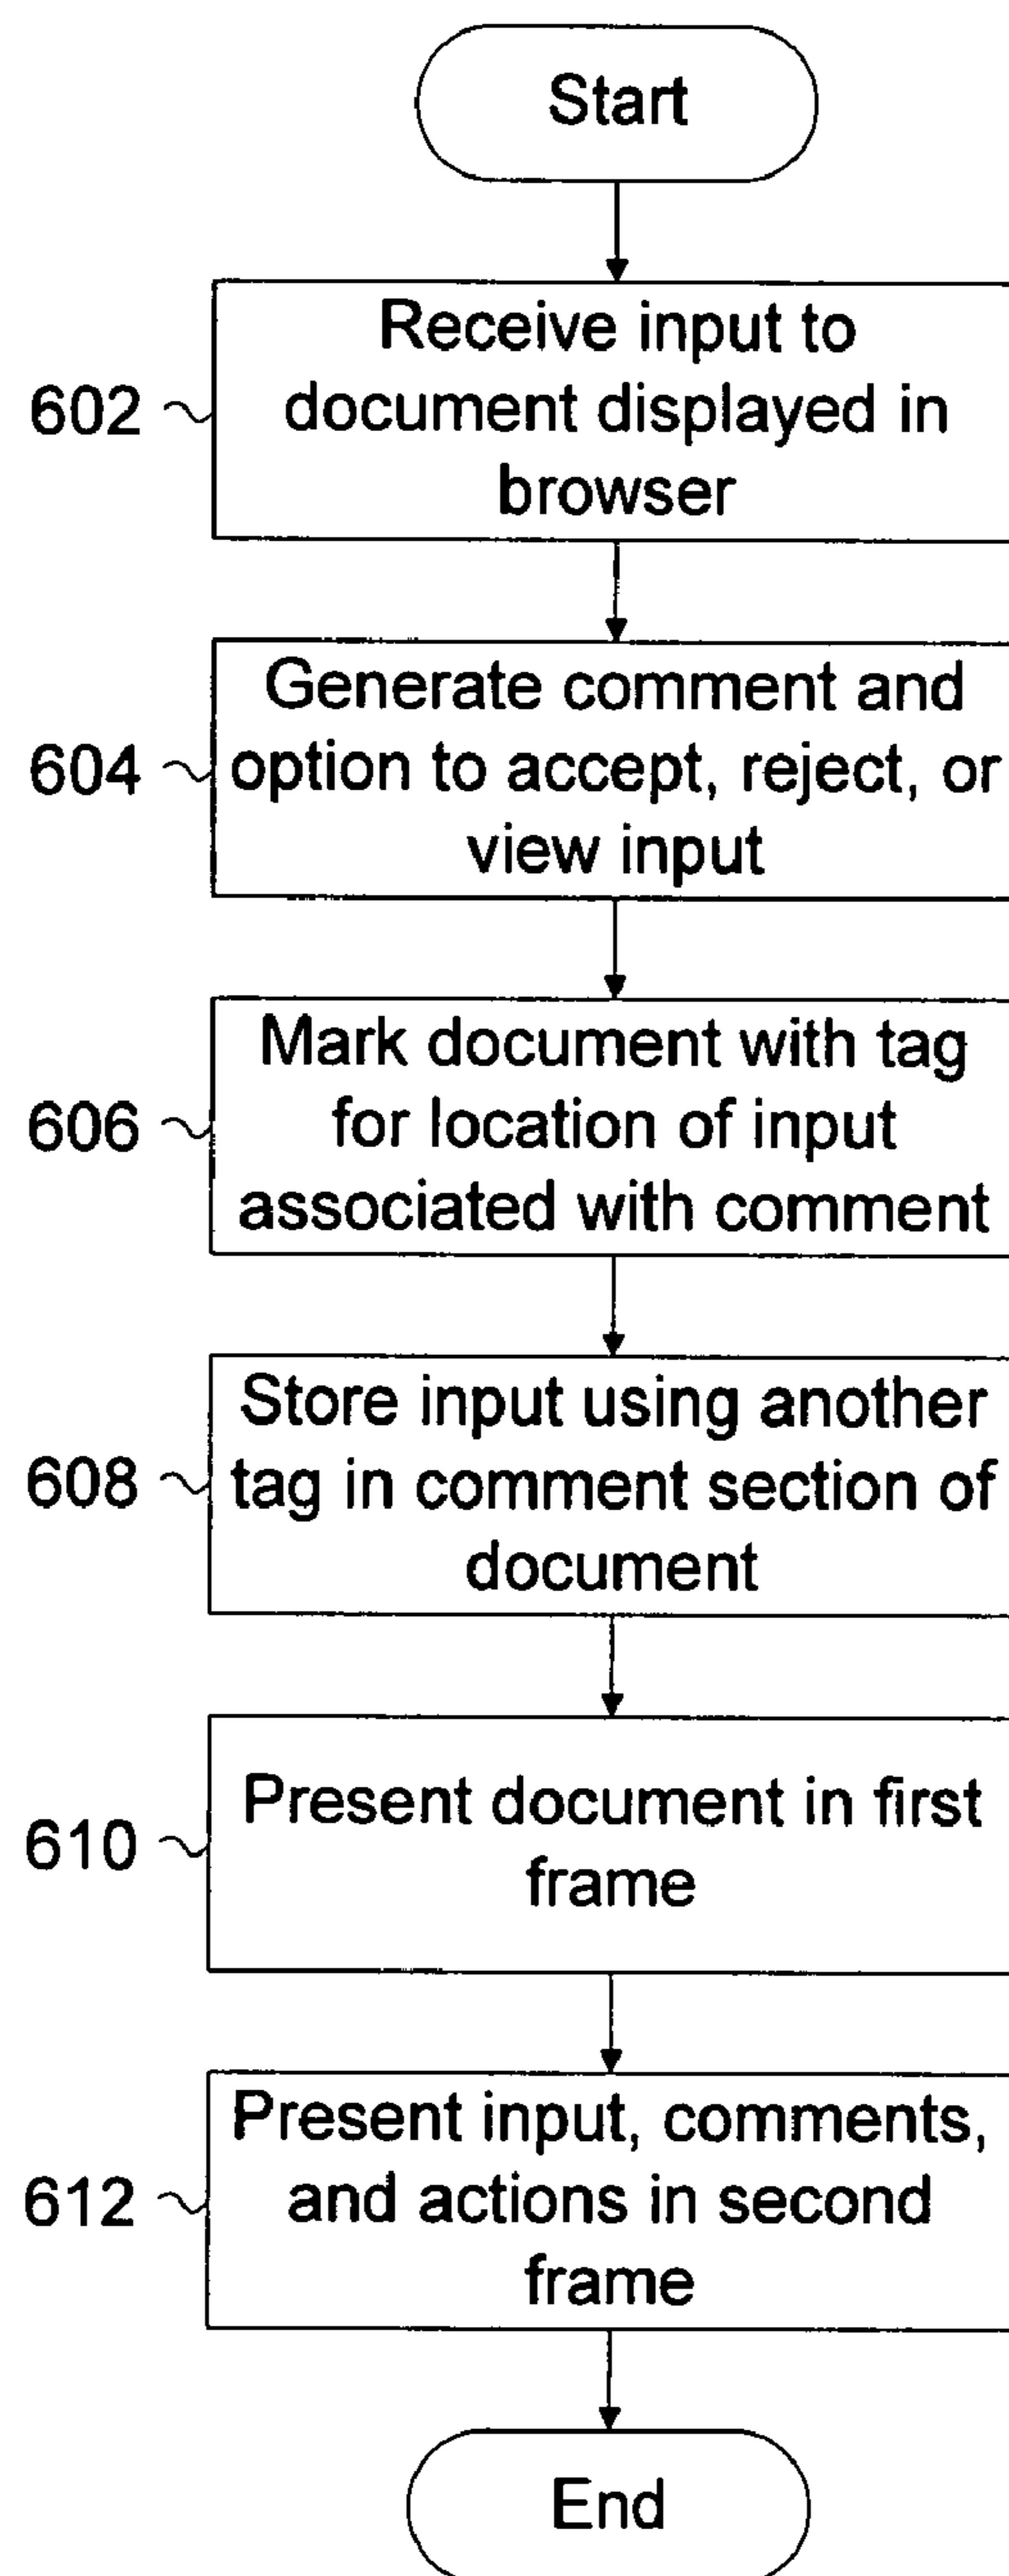 Start
Receive input to
602
document displayed in
browser
Generate comment and
604
option to accept, reject, or
view input
Mark document with tag
606
for location of input
associated with comment
Store input using another
608
tag in comment section of
document
Present document in first
610
frame
Present input, comments,
612
and actions in second
frame
End